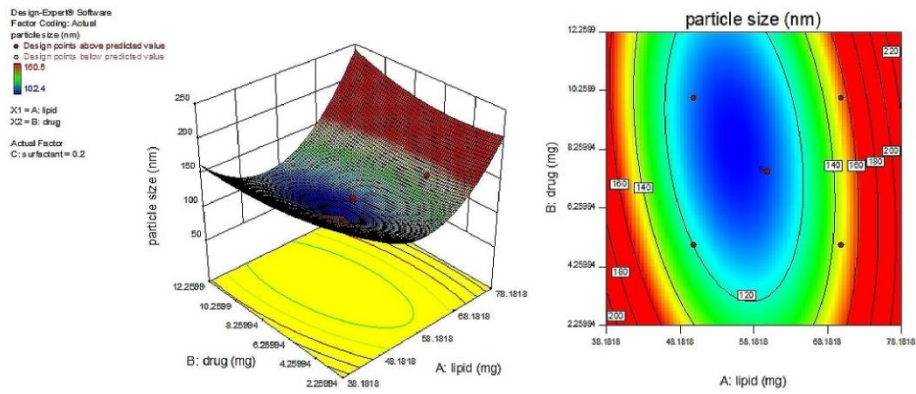 Design-Expert® Software
Factor Coding: Actual
particle size (nm)
Design points above predicted value
Design points below predicted value
160.5
102.4
X1 = A: lipid
X2 = B: drug
Actual Factor
C: surfactant = 0.2
particle size (nm)
250
200
150
100
50
12.2599
10.2599
8.25994
6.25994
4.25994
2.25994
B: drug (mg)
38.1818
48.1818
58.1818
68.1818
78.1818
A: lipid (mg)
particle size (nm)
B: drug (mg)
12.2599
10.2599
8.25994
6.25994
4.25994
2.25994
38.1818
48.1818
58.1818
68.1818
78.1818
A: lipid (mg)
220
200
180
160
140
160
140
120
180
200